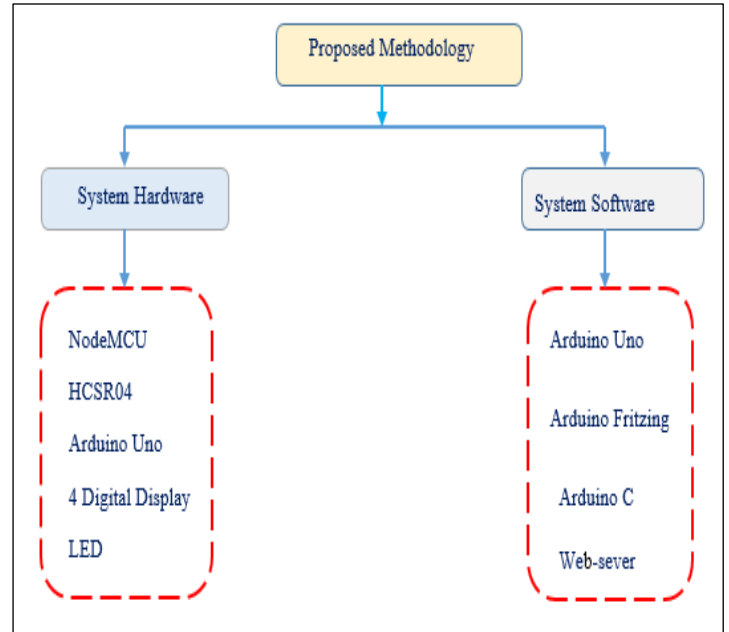 Proposed Methodology
System Hardware
System Software
NodeMCU
HCSR04
Arduino Uno
4 Digital Display
LED
Arduino Uno
Arduino Fritzing
Arduino C
Web-sever